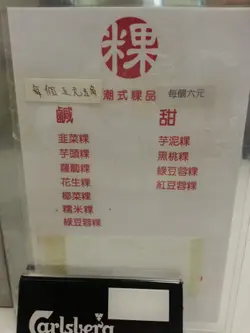 粿
潮式粿品 每個六元
鹹
韮菜粿
芋頭粿
蘿蔔粿
花生粿
椰菜粿
糯米粿
綠豆蓉粿
甜
芋泥粿
黑桃粿
綠豆蓉粿
紅豆蓉粿
Carlsberg